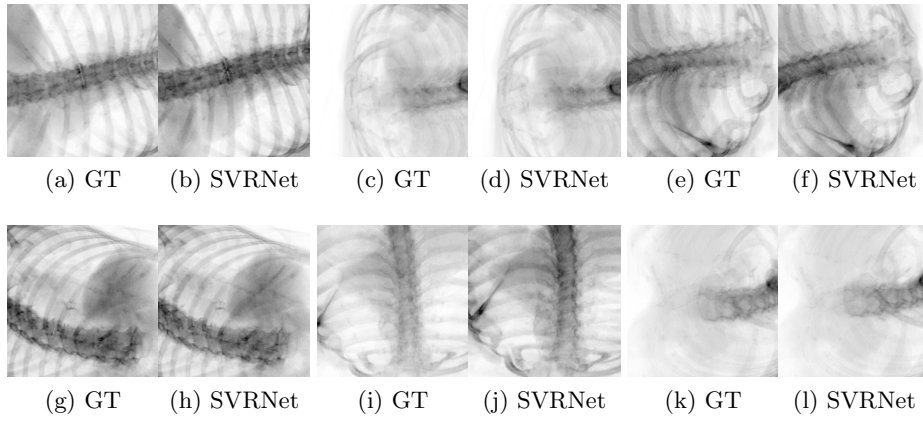 (a) GT (b) SVRNet (c) GT (d) SVRNet (e) GT (f) SVRNet
(g) GT (h) SVRNet (i) GT (j) SVRNet (k) GT (l) SVRNet